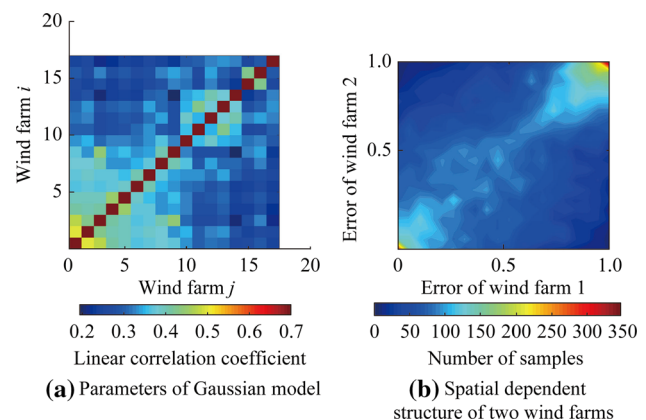 20
15
10
5
Wind farm i
0 5 10 15 20
Wind farm j
0.2 0.3 0.4 0.5 0.6 0.7
Linear correlation coefficient
(a) Parameters of Gaussian model
1.0
0.5
Error of wind farm 2
0 0.5 1.0
Error of wind farm 1
0 50 100 150 200 250 300 350
Number of samples
(b) Spatial dependent
structure of two wind farms